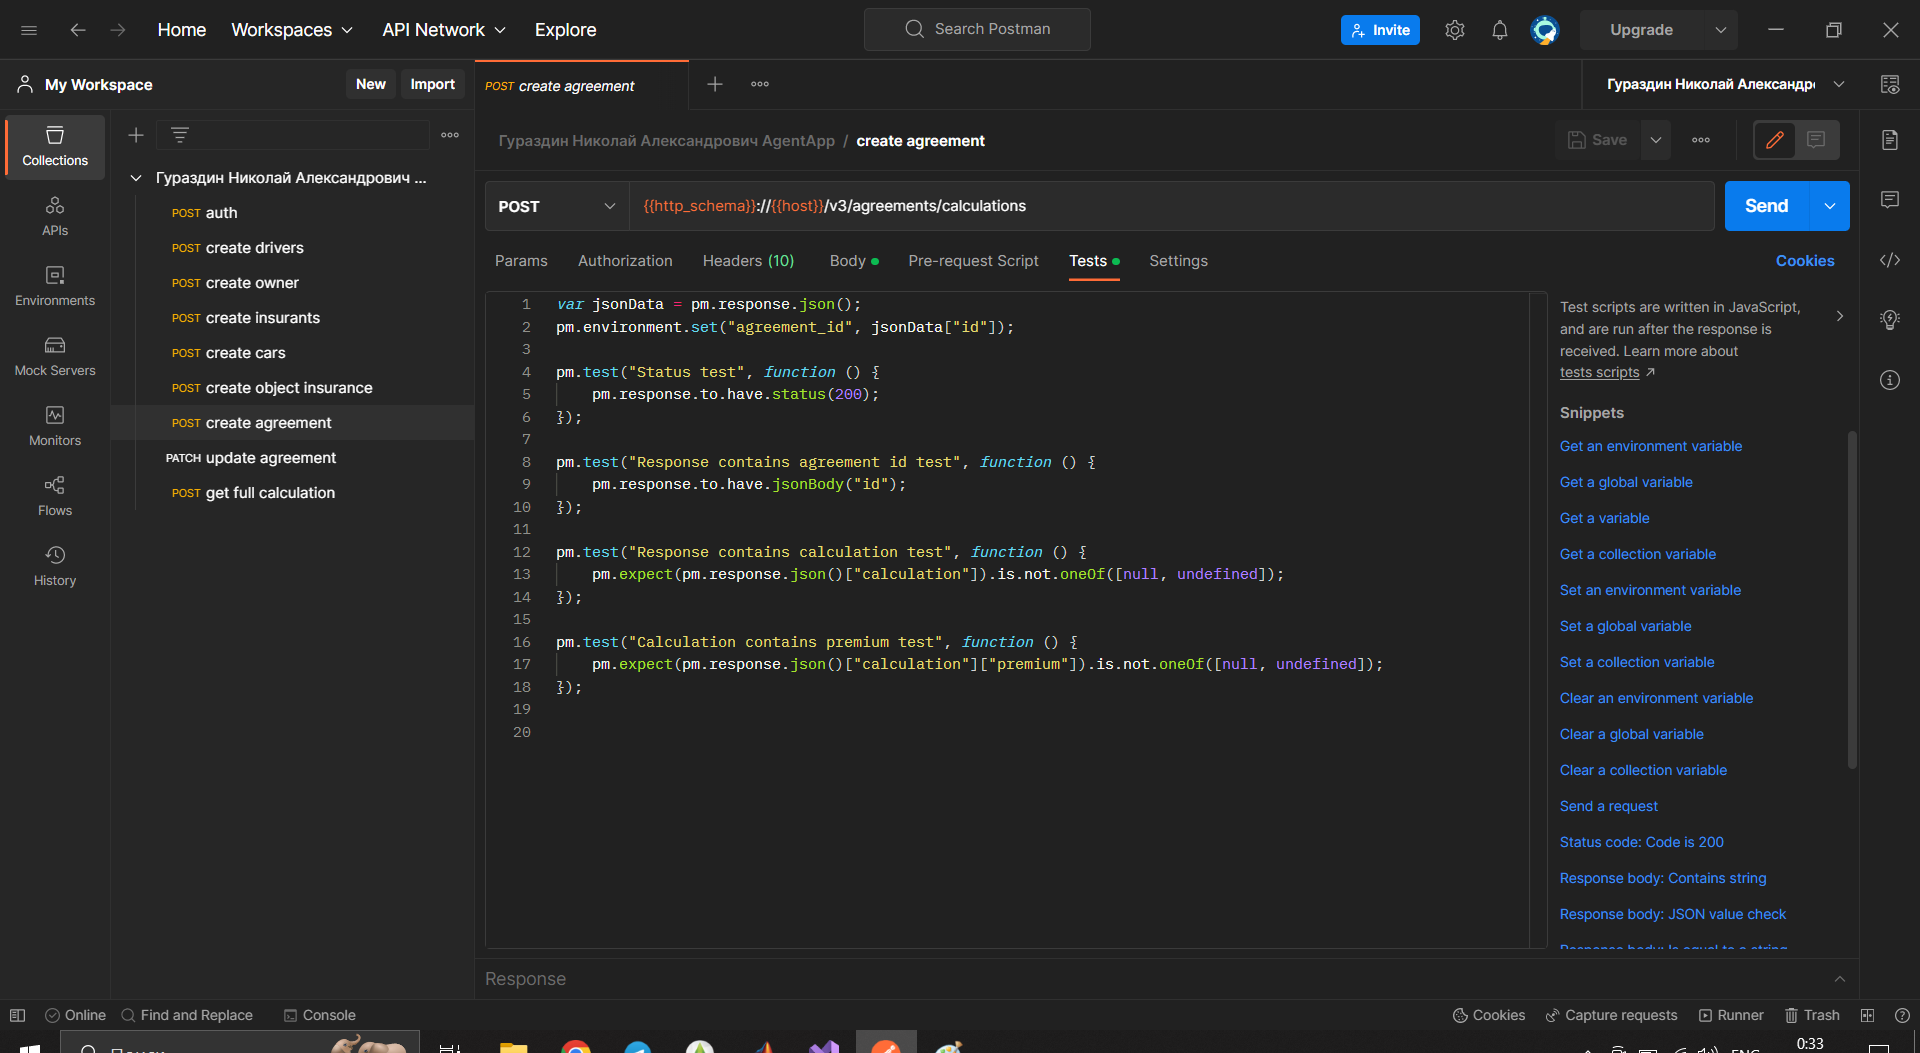 Home Workspaces API Network Explore Search Postman Invite Upgrade
My Workspace New Import POST create agreement Гураздин Николай Александр
Collections
APIs
Environments
Mock Servers
Monitors
Flows
History
Гураздин Николай Александрович ...
POST auth
POST create drivers
POST create owner
POST create insurants
POST create cars
POST create object insurance
POST create agreement
PATCH update agreement
POST get full calculation
Гураздин Николай Александрович AgentApp / create agreement Save
POST {{http_schema}}://{{host}}/v3/agreements/calculations Send
Params Authorization Headers (10) Body Pre-request Script Tests Settings Cookies
1 var jsonData = pm.response.json();
2 pm.environment.set("agreement_id", jsonData["id"]);
3
4 pm.test("Status test", function () {
5 pm.response.to.have.status(200);
6 });
7
8 pm.test("Response contains agreement id test", function () {
9 pm.response.to.have.jsonBody("id");
10 });
11
12 pm.test("Response contains calculation test", function () {
13 pm.expect(pm.response.json()["calculation"]).is.not.oneOf([null, undefined]);
14 });
15
16 pm.test("Calculation contains premium test", function () {
17 pm.expect(pm.response.json()["calculation"]["premium"]).is.not.oneOf([null, undefined]);
18 });
19
20
Test scripts are written in JavaScript,
and are run after the response is
received. Learn more about
tests scripts
Snippets
Get an environment variable
Get a global variable
Get a variable
Get a collection variable
Set an environment variable
Set a global variable
Set a collection variable
Clear an environment variable
Clear a global variable
Clear a collection variable
Send a request
Status code: Code is 200
Response body: Contains string
Response body: JSON value check
Response body: Is equal to a string
Response
Online Find and Replace Console Cookies Capture requests Runner Trash
Поиск ENG 0:33